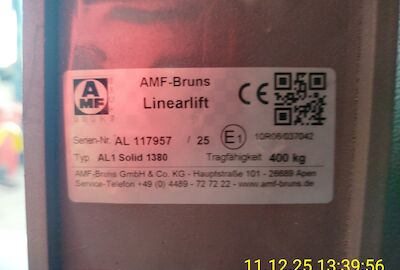 AMF-Bruns
Linearlift
AMF
BRUNS
CE
Serien-Nr. AL 117957 / 25 E1 10R06/037042
Typ AL1 Solid 1380 Tragfähigkeit 400 kg
AMF-Bruns GmbH & Co. KG - Hauptstraße 101 - 26689 Apen
Service-Telefon +49 (0) 4489 - 72 72 22 - www.amf-bruns.de
11.12.25 13:39:56